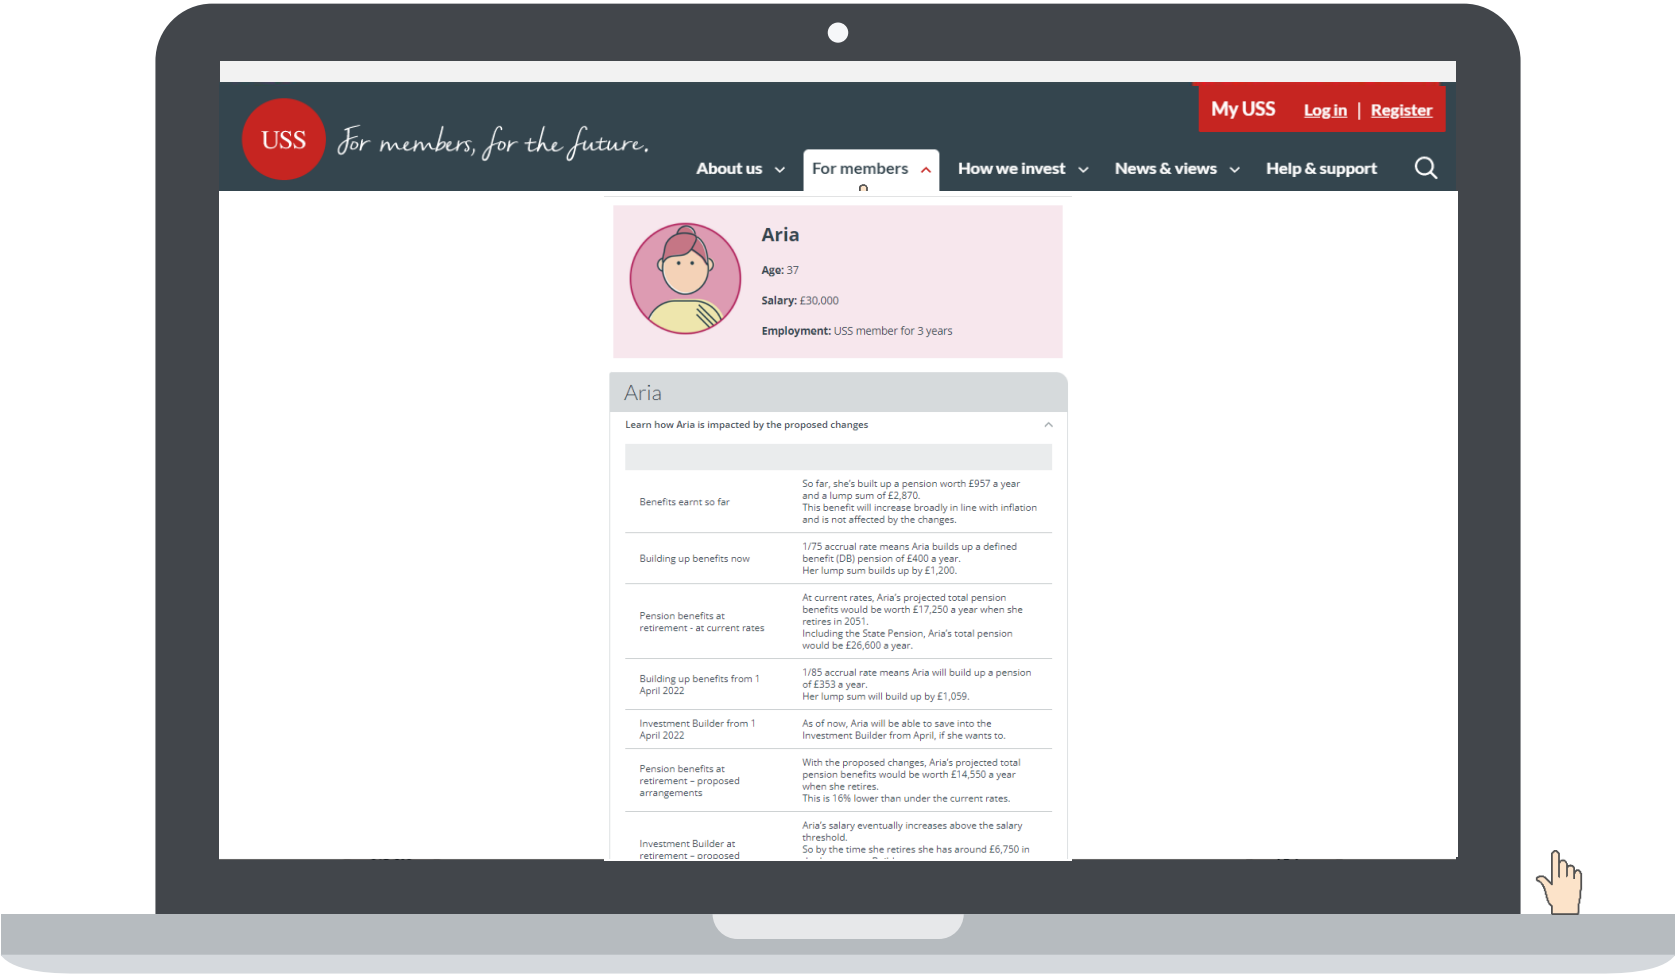 My USS Log in | Register
USS For members, for the future.
About us For members How we invest News & views Help & support
Aria
Age: 37
Salary: £30,000
Employment: USS member for 3 years
Aria
Learn how Aria is impacted by the proposed changes
Benefits earnt so far
So far, she's built up a pension worth £957 a year
and a lump sum of £2,870.
This benefit will increase broadly in line with inflation
and is not affected by the changes.
Building up benefits now
1/75 accrual rate means Aria builds up a defined
benefit (DB) pension of £400 a year.
Her lump sum builds up by £1,200.
Pension benefits at
retirement - at current rates
At current rates, Aria's projected total pension
benefits would be worth £17,250 a year when she
retires in 2051.
Including the State Pension, Aria's total pension
would be £26,600 a year.
Building up benefits from 1
April 2022
1/85 accrual rate means Aria will build up a pension
of £353 a year.
Her lump sum will build up by £1,059.
Investment Builder from 1
April 2022
As of now, Aria will be able to save into the
Investment Builder from April, if she wants to.
Pension benefits at
retirement – proposed
arrangements
With the proposed changes, Aria's projected total
pension benefits would be worth £14,550 a year
when she retires.
This is 16% lower than under the current rates.
Investment Builder at
retirement – proposed
Aria's salary eventually increases above the salary
threshold.
So by the time she retires she has around £6,750 in